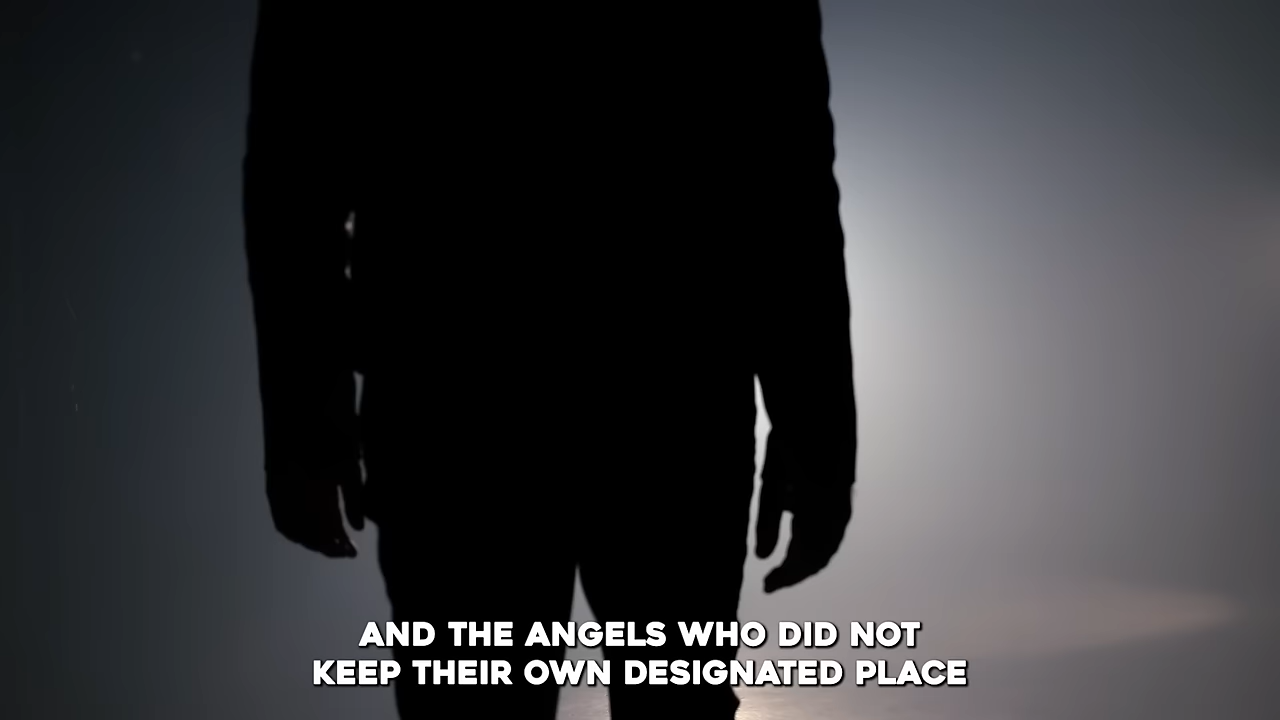 AND THE ANGELS WHO DID NOT
KEEP THEIR OWN DESIGNATED PLACE